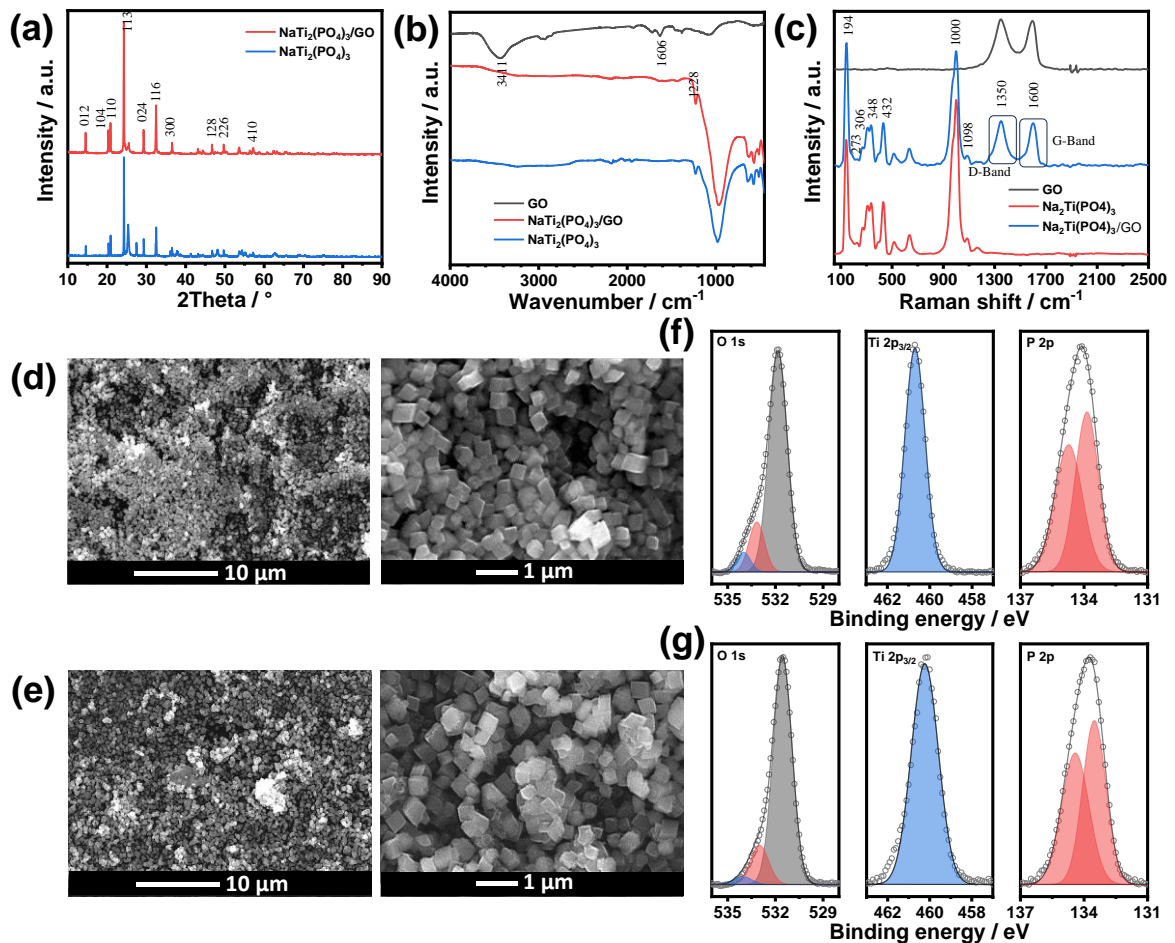 (a)
Intensity / a.u.
NaTi₂(PO₄)₃/GO
NaTi₂(PO₄)₃
012
104
110
113
024
116
300
128
226
410
10 20 30 40 50 60 70 80 90
2Theta / °
(b)
Intensity / a.u.
3411
1606
1228
GO
NaTi₂(PO₄)₃/GO
NaTi₂(PO₄)₃
4000 3000 2000 1000
Wavenumber / cm⁻¹
(c)
Intensity / a.u.
194
273
306
348
432
1000
1098
1350
1600
G-Band
D-Band
GO
Na₂Ti(PO4)₃
Na₂Ti(PO4)₃/GO
100 500 900 1300 1700 2100 2500
Raman shift / cm⁻¹
(d)
10 µm
1 µm
(f)
O 1s
Ti 2p₃/₂
P 2p
535 532 529
462 460 458
137 134 131
Binding energy / eV
(e)
10 µm
1 µm
(g)
O 1s
Ti 2p₃/₂
P 2p
535 532 529
462 460 458
137 134 131
Binding energy / eV